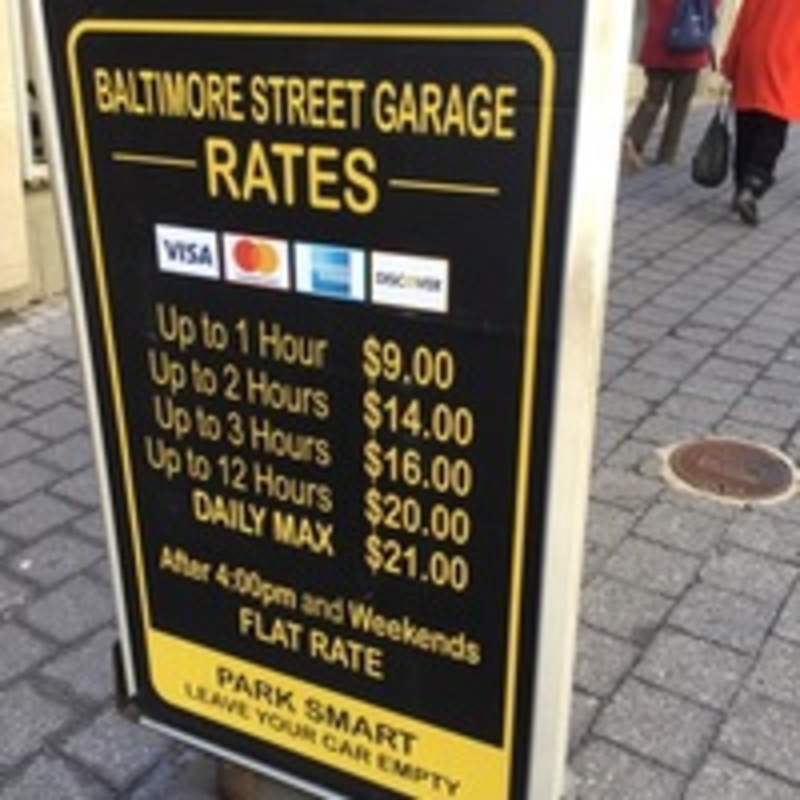 BALTIMORE STREET GARAGE
RATES
VISA DISCOVER
Up to 1 Hour $9.00
Up to 2 Hours $14.00
Up to 3 Hours $16.00
Up to 12 Hours $20.00
DAILY MAX $21.00
After 4:00pm and Weekends
FLAT RATE
PARK SMART
LEAVE YOUR CAR EMPTY